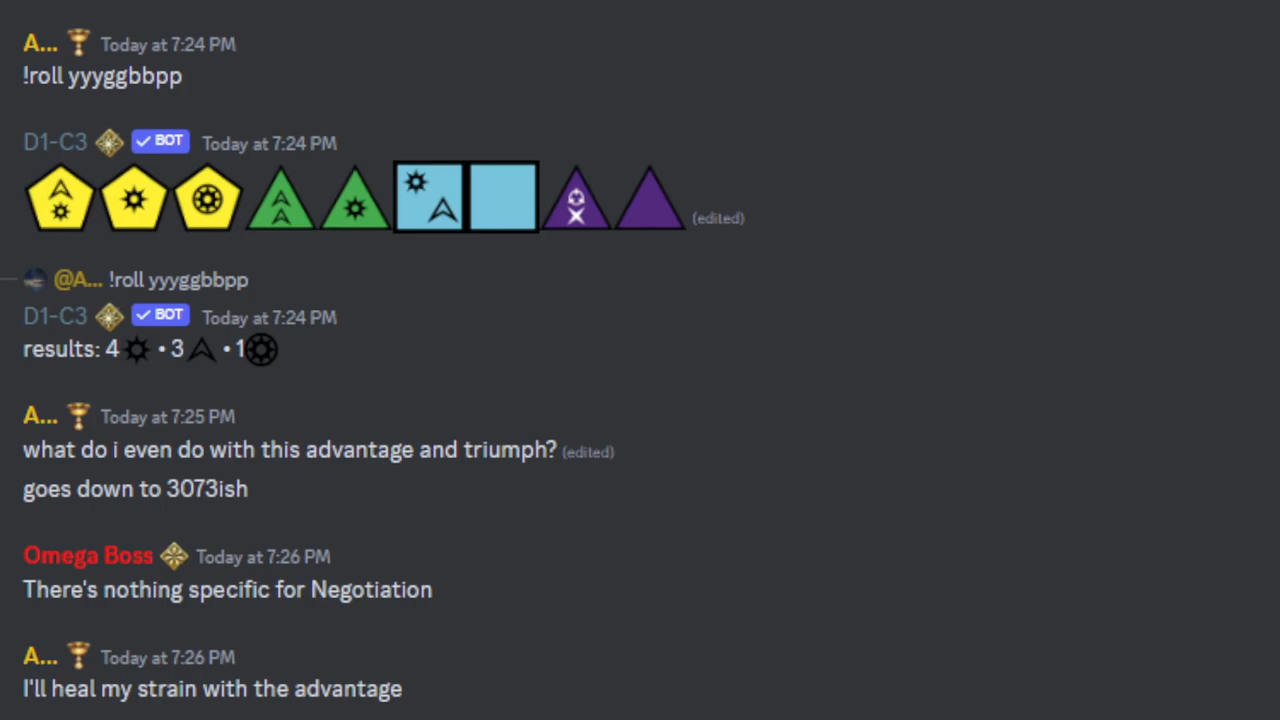 A... Today at 7:24 PM
!roll yyyggbbpp
D1-C3 BOT Today at 7:24 PM
(edited)
@A... !roll yyyggbbpp
D1-C3 BOT Today at 7:24 PM
results: 4 • 3 • 1
A... Today at 7:25 PM
what do i even do with this advantage and triumph? (edited)
goes down to 3073ish
Omega Boss Today at 7:26 PM
There's nothing specific for Negotiation
A... Today at 7:26 PM
I'll heal my strain with the advantage